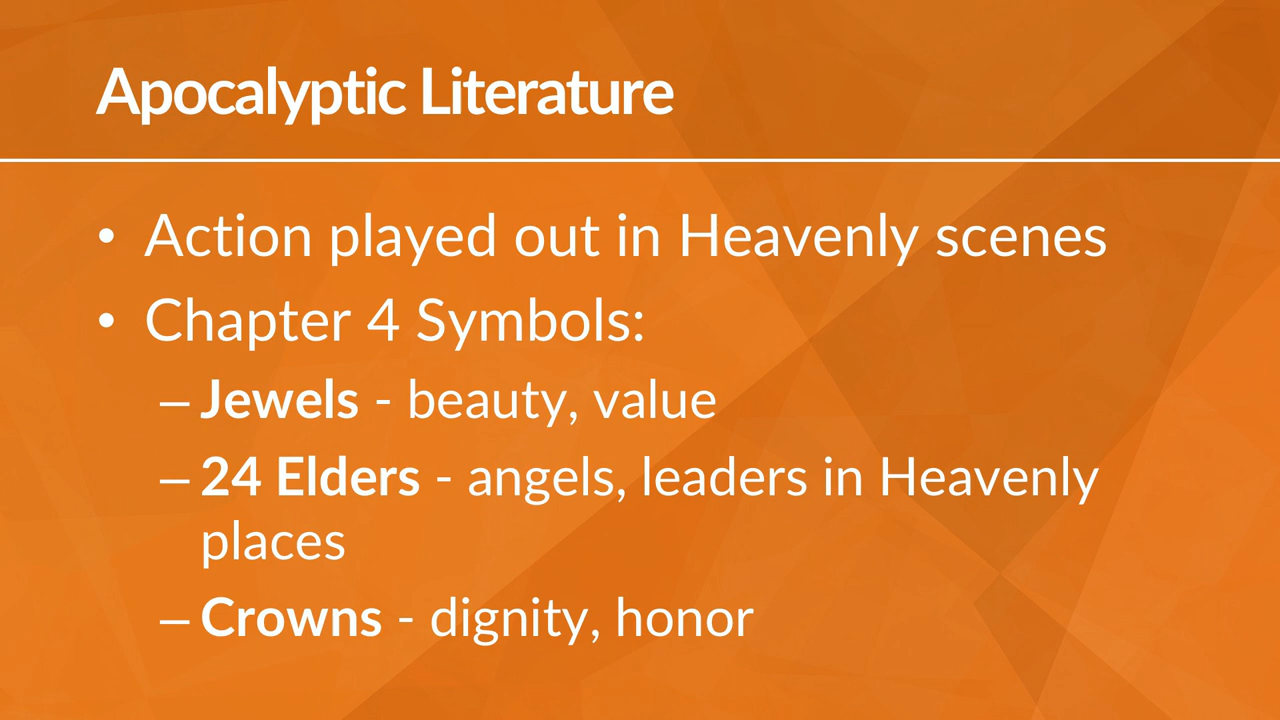 Apocalyptic Literature
• Action played out in Heavenly scenes
• Chapter 4 Symbols:
– Jewels - beauty, value
– 24 Elders - angels, leaders in Heavenly
places
– Crowns - dignity, honor